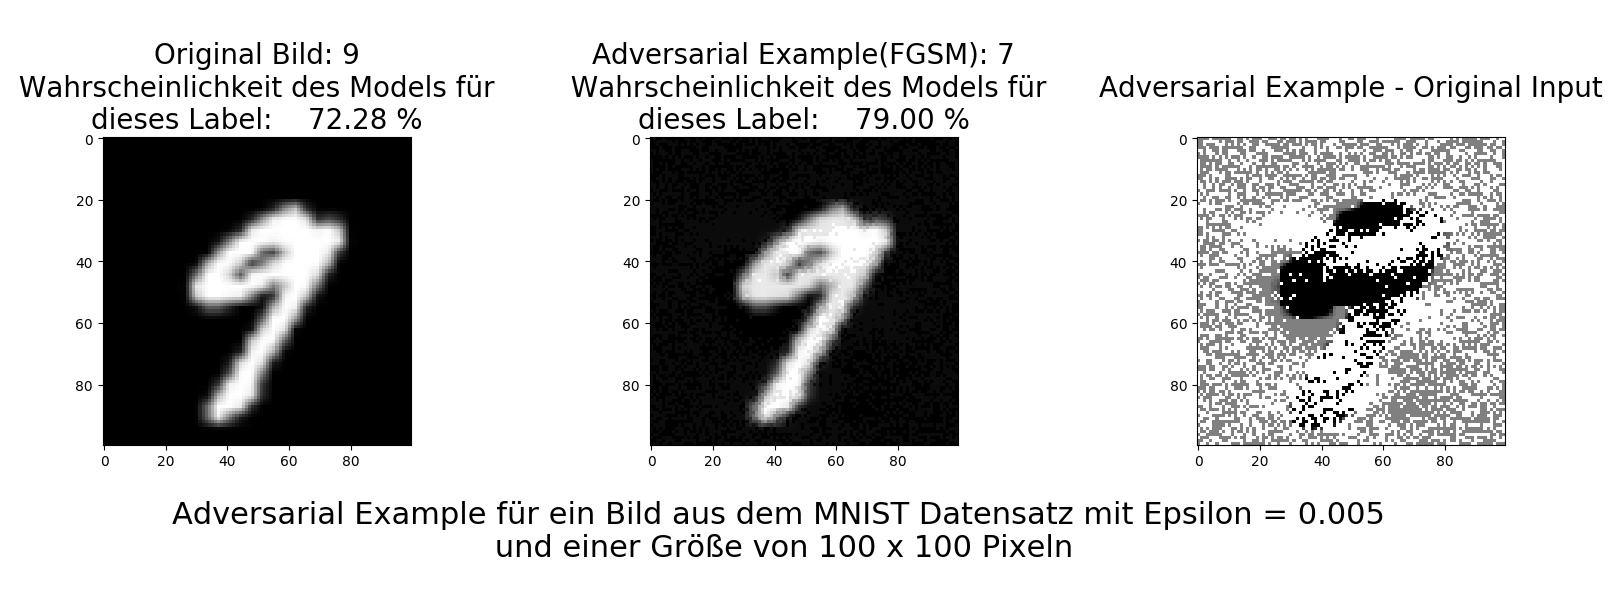 Original Bild: 9
Wahrscheinlichkeit des Models für
dieses Label: 72.28 %
0
20
40
60
80
0 20 40 60 80
Adversarial Example(FGSM): 7
Wahrscheinlichkeit des Models für
dieses Label: 79.00 %
0
20
40
60
80
0 20 40 60 80
Adversarial Example - Original Input
0
20
40
60
80
0 20 40 60 80
Adversarial Example für ein Bild aus dem MNIST Datensatz mit Epsilon = 0.005
und einer Größe von 100 x 100 Pixeln